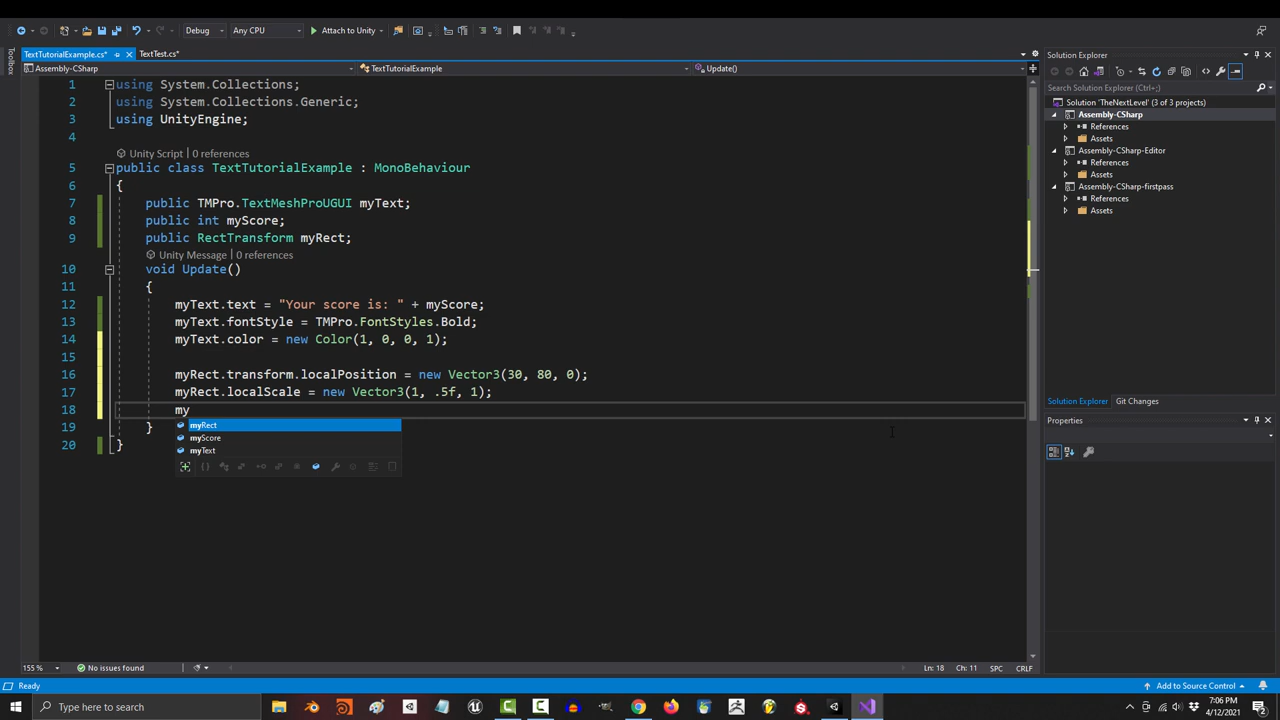 Debug
Any CPU
Attach to Unity
TextTutorialExample.cs*
TextTest.cs*
Toolbox
Assembly-CSharp
TextTutorialExample
Update()
1 using System.Collections;
2 using System.Collections.Generic;
3 using UnityEngine;
4
Unity Script | 0 references
5 public class TextTutorialExample : MonoBehaviour
6 {
7 public TMPro.TextMeshProUGUI myText;
8 public int myScore;
9 public RectTransform myRect;
Unity Message | 0 references
10 void Update()
11 {
12 myText.text = "Your score is: " + myScore;
13 myText.fontStyle = TMPro.FontStyles.Bold;
14 myText.color = new Color(1, 0, 0, 1);
15
16 myRect.transform.localPosition = new Vector3(30, 80, 0);
17 myRect.localScale = new Vector3(1, .5f, 1);
18 my
19 }
20 }
myRect
myScore
myText
Solution Explorer
Search Solution Explorer (Ctrl+;)
Solution 'TheNextLevel' (3 of 3 projects)
Assembly-CSharp
References
Assets
Assembly-CSharp-Editor
References
Assets
Assembly-CSharp-firstpass
References
Assets
Solution Explorer
Git Changes
Properties
155 %
No issues found
Ln: 18
Ch: 11
SPC
CRLF
Ready
Add to Source Control
Type here to search
7:06 PM
4/12/2021